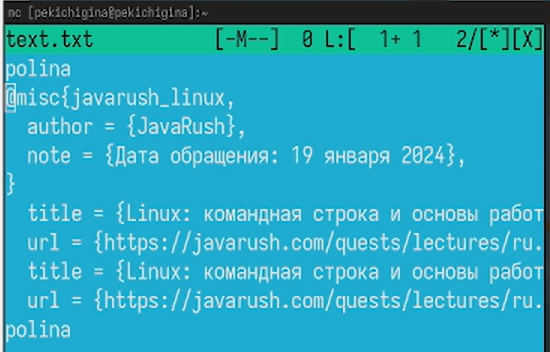 mc [pekichigina@pekichigina]:~
text.txt [-M--] 0 L:[ 1+ 1 2/[*][X]
polina
@misc{javarush_linux,
author = {JavaRush},
note = {Дата обращения: 19 января 2024},
}
title = {Linux: командная строка и основы работ
url = {https://javarush.com/quests/lectures/ru.
title = {Linux: командная строка и основы работ
url = {https://javarush.com/quests/lectures/ru.
polina